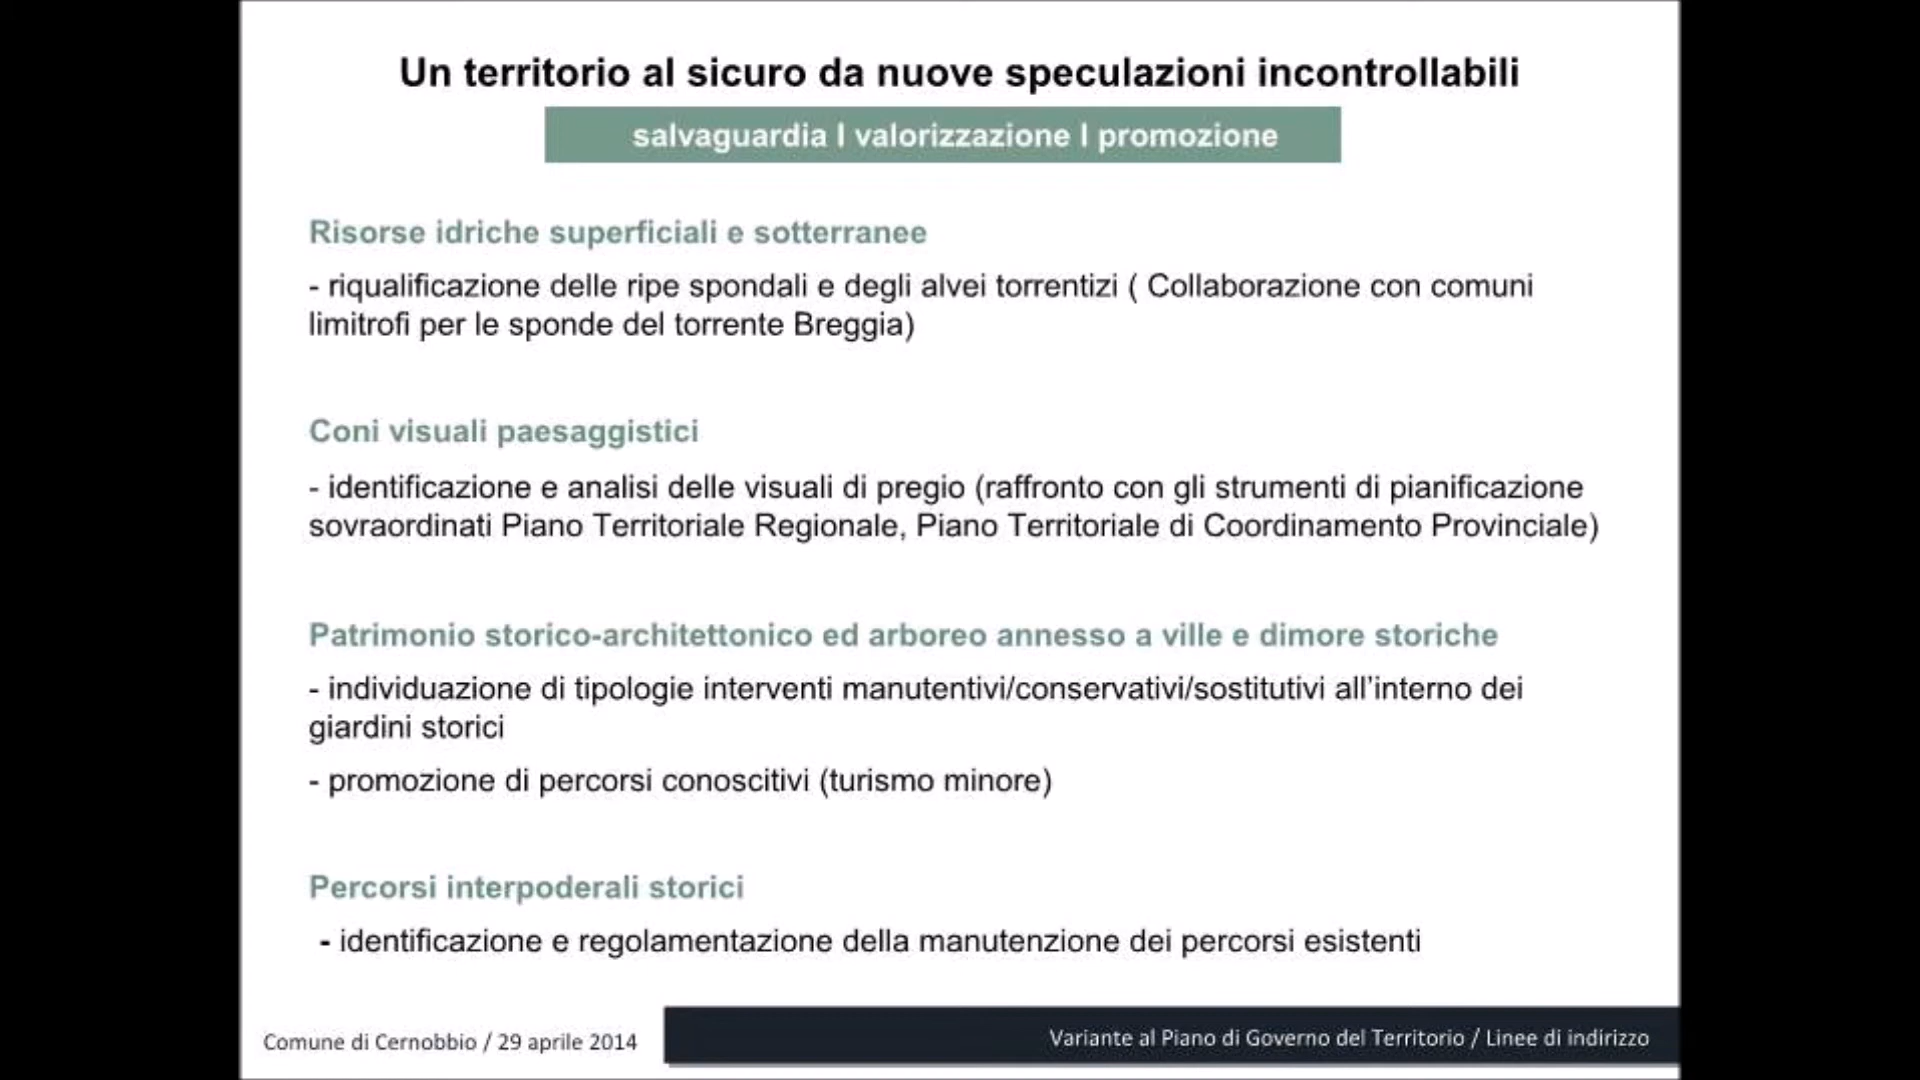 Un territorio al sicuro da nuove speculazioni incontrollabili
salvaguardia I valorizzazione I promozione
Risorse idriche superficiali e sotterranee
- riqualificazione delle ripe spondali e degli alvei torrentizi ( Collaborazione con comuni
limitrofi per le sponde del torrente Breggia)
Coni visuali paesaggistici
- identificazione e analisi delle visuali di pregio (raffronto con gli strumenti di pianificazione
sovraordinati Piano Territoriale Regionale, Piano Territoriale di Coordinamento Provinciale)
Patrimonio storico-architettonico ed arboreo annesso a ville e dimore storiche
- individuazione di tipologie interventi manutentivi/conservativi/sostitutivi all’interno dei
giardini storici
- promozione di percorsi conoscitivi (turismo minore)
Percorsi interpoderali storici
- identificazione e regolamentazione della manutenzione dei percorsi esistenti
Comune di Cernobbio / 29 aprile 2014
Variante al Piano di Governo del Territorio / Linee di indirizzo